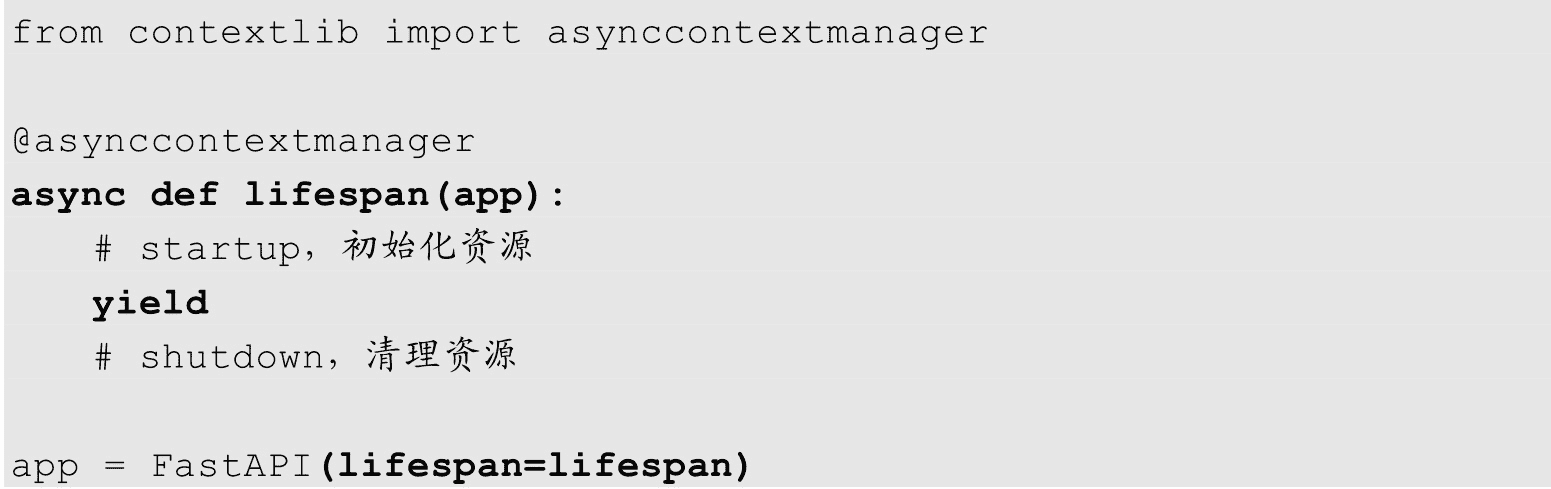 from contextlib import asynccontextmanager
@asynccontextmanager
async def lifespan(app):
# startup，初始化资源
yield
# shutdown，清理资源
app = FastAPI(lifespan=lifespan)